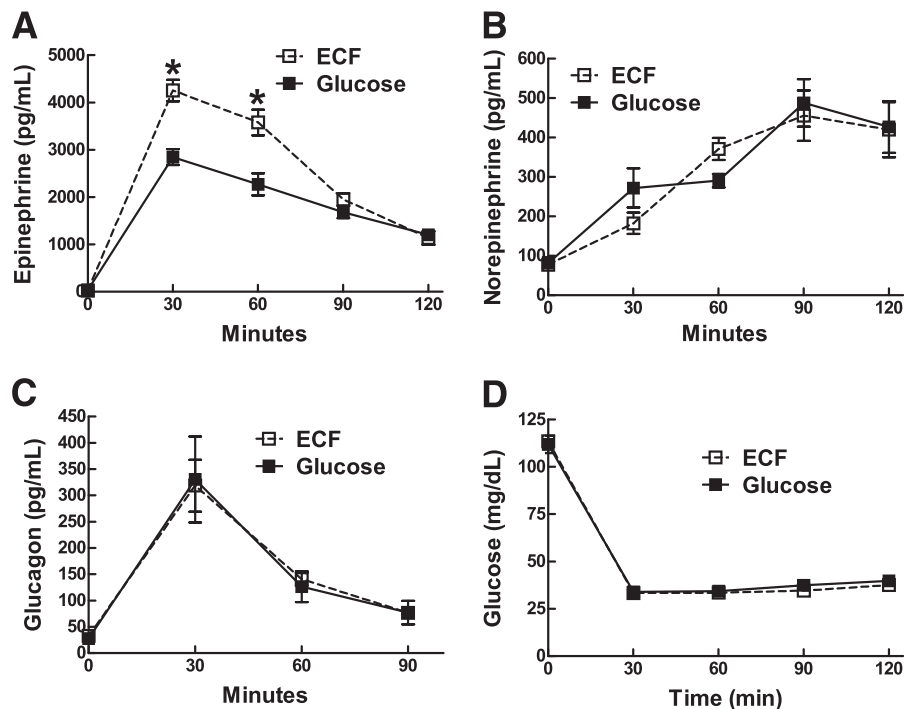 A
Epinephrine (pg/mL)
5000
4000
3000
2000
1000
0
*
*
ECF
Glucose
0 30 60 90 120
Minutes
B
Norepinephrine (pg/mL)
600
500
400
300
200
100
0
ECF
Glucose
0 30 60 90 120
Minutes
C
Glucagon (pg/mL)
450
400
350
300
250
200
150
100
50
0
ECF
Glucose
0 30 60 90
Minutes
D
Glucose (mg/dL)
125
100
75
50
25
0
ECF
Glucose
0 30 60 90 120
Time (min)